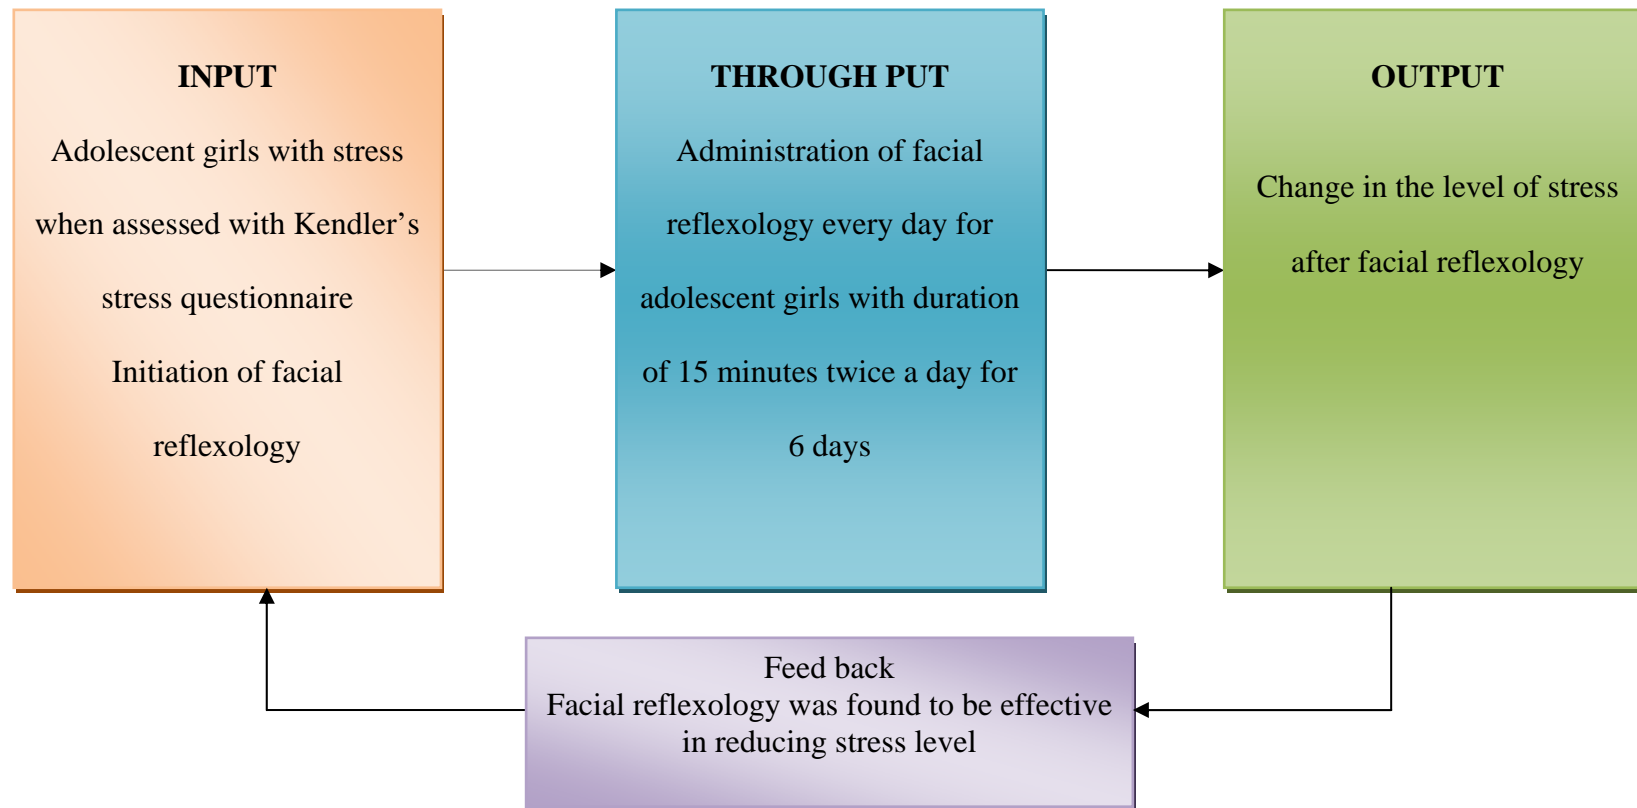 INPUT
Adolescent girls with stress
when assessed with Kendler’s
stress questionnaire
Initiation of facial
reflexology
THROUGH PUT
Administration of facial
reflexology every day for
adolescent girls with duration
of 15 minutes twice a day for
6 days
OUTPUT
Change in the level of stress
after facial reflexology
Feed back
Facial reflexology was found to be effective
in reducing stress level